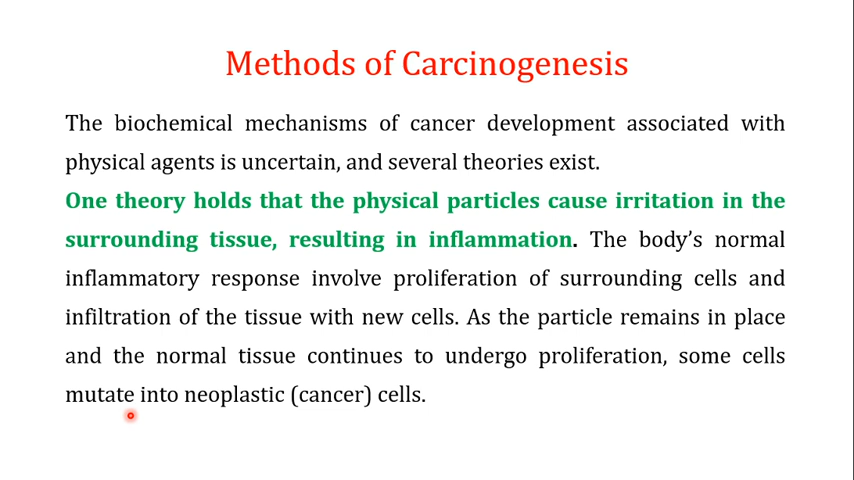 Methods of Carcinogenesis
The biochemical mechanisms of cancer development associated with
physical agents is uncertain, and several theories exist.
One theory holds that the physical particles cause irritation in the
surrounding tissue, resulting in inflammation. The body’s normal
inflammatory response involve proliferation of surrounding cells and
infiltration of the tissue with new cells. As the particle remains in place
and the normal tissue continues to undergo proliferation, some cells
mutate into neoplastic (cancer) cells.